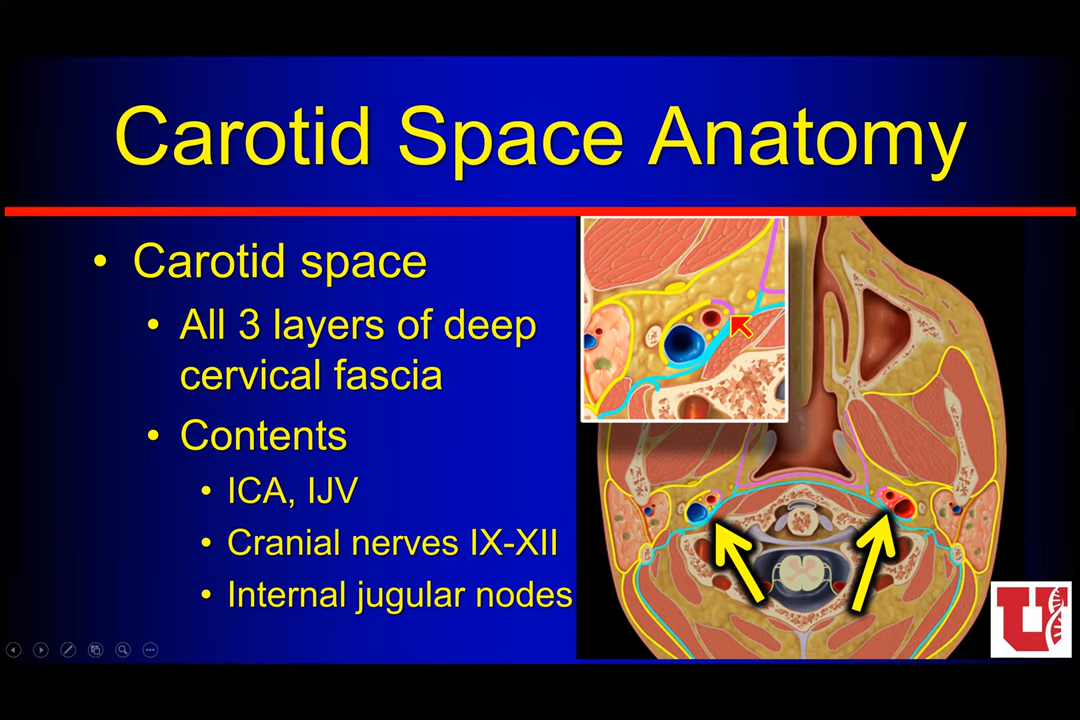 Carotid Space Anatomy
• Carotid space
• All 3 layers of deep
cervical fascia
• Contents
• ICA, IJV
• Cranial nerves IX-XII
• Internal jugular nodes
U